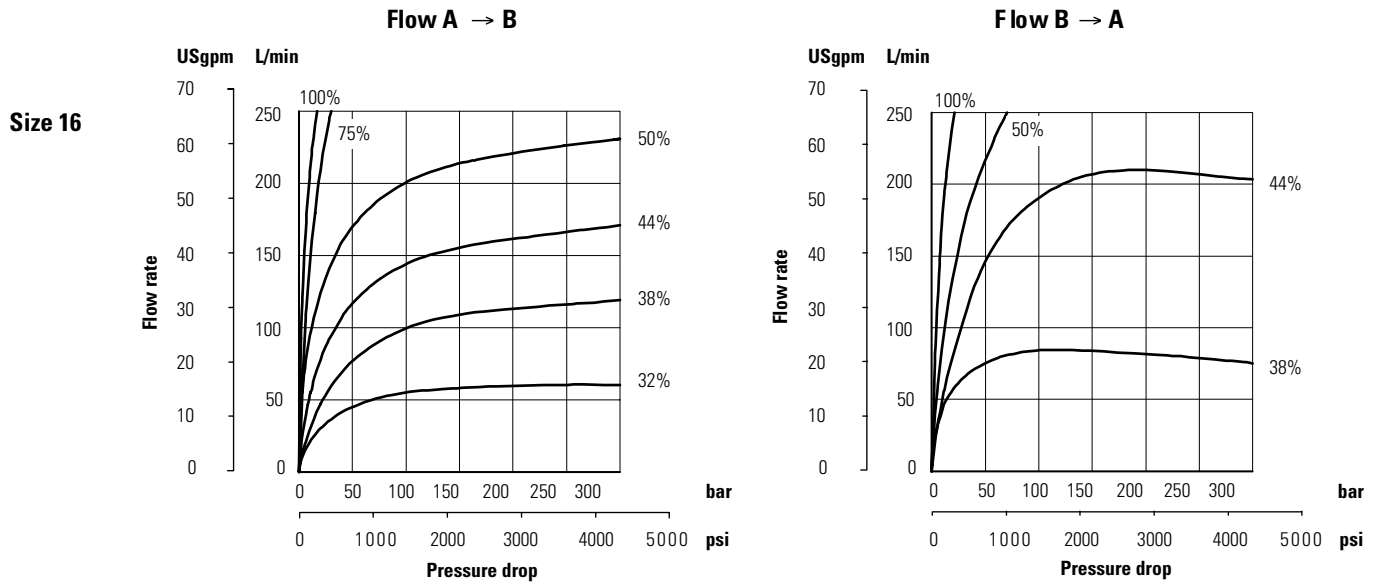 Flow A → B
USgpm L/min
Size 16
70
60
50
40
30
20
10
0
Flow rate
250
200
150
100
50
0
100%
75%
50%
44%
38%
32%
0 50 100 150 200 250 300 bar
0 1000 2000 3000 4000 5000 psi
Pressure drop
Flow B → A
USgpm L/min
70
60
50
40
30
20
10
0
Flow rate
250
200
150
100
50
0
100%
50%
44%
38%
0 50 100 150 200 250 300 bar
0 1000 2000 3000 4000 5000 psi
Pressure drop